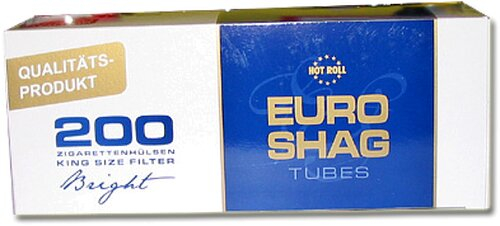 QUALITÄTS-
PRODUKT
200
ZIGARETTENHÜLSEN
KING SIZE FILTER
Bright
HOT ROLL
EURO
SHAG
TUBES